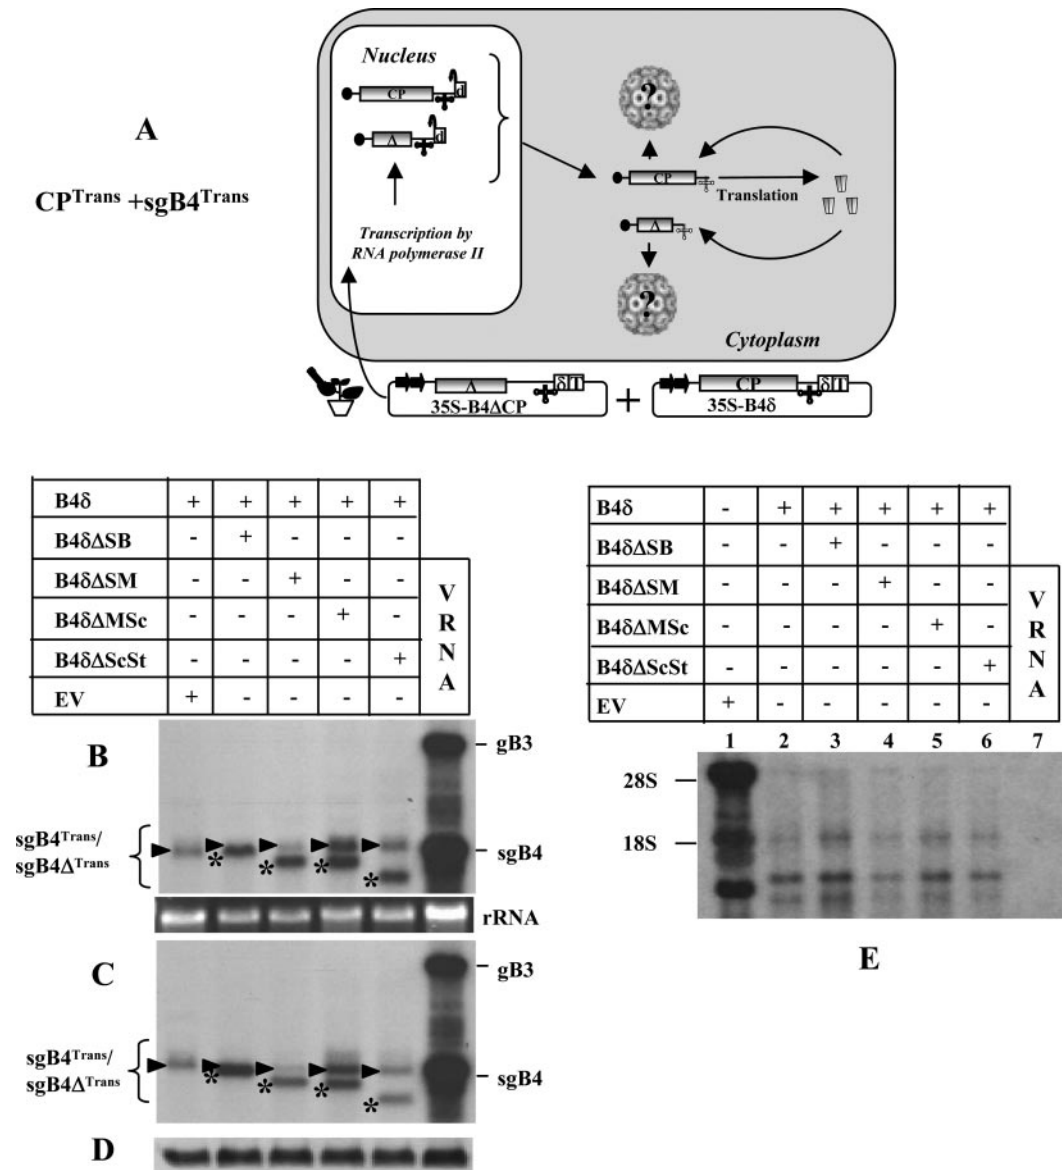 A
CP^Trans +sgB4^Trans
Nucleus
CP
d
Δ
d
Transcription by
RNA polymerase II
?
CP
Translation
Δ
?
Cytoplasm
Δ
δ T
35S-B4ΔCP
+
CP
δ T
35S-B4δ
B4δ + + + + +
B4δΔSB - + - - -
B4δΔSM - - + - -
B4δΔMSc - - - + -
B4δΔScSt - - - - +
EV + - - - -
VRNA
B
gB3
sgB4^Trans/
sgB4Δ^Trans
* * * *
sgB4
rRNA
C
gB3
sgB4^Trans/
sgB4Δ^Trans
* * * *
sgB4
D
B4δ - + + + + +
B4δΔSB - - + - - -
B4δΔSM - - - + - -
B4δΔMSc - - - - + -
B4δΔScSt - - - - - +
EV + - - - - -
VRNA
1 2 3 4 5 6 7
28S
18S
E